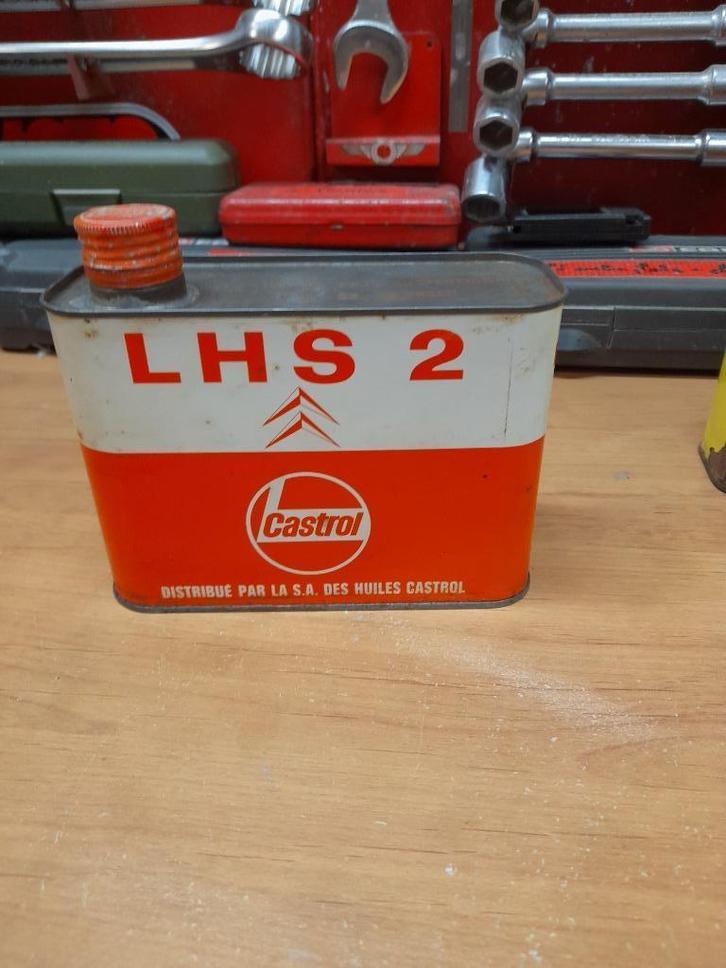 LHS 2
Castrol
DISTRIBUÉ PAR LA S.A. DES HUILES CASTROL